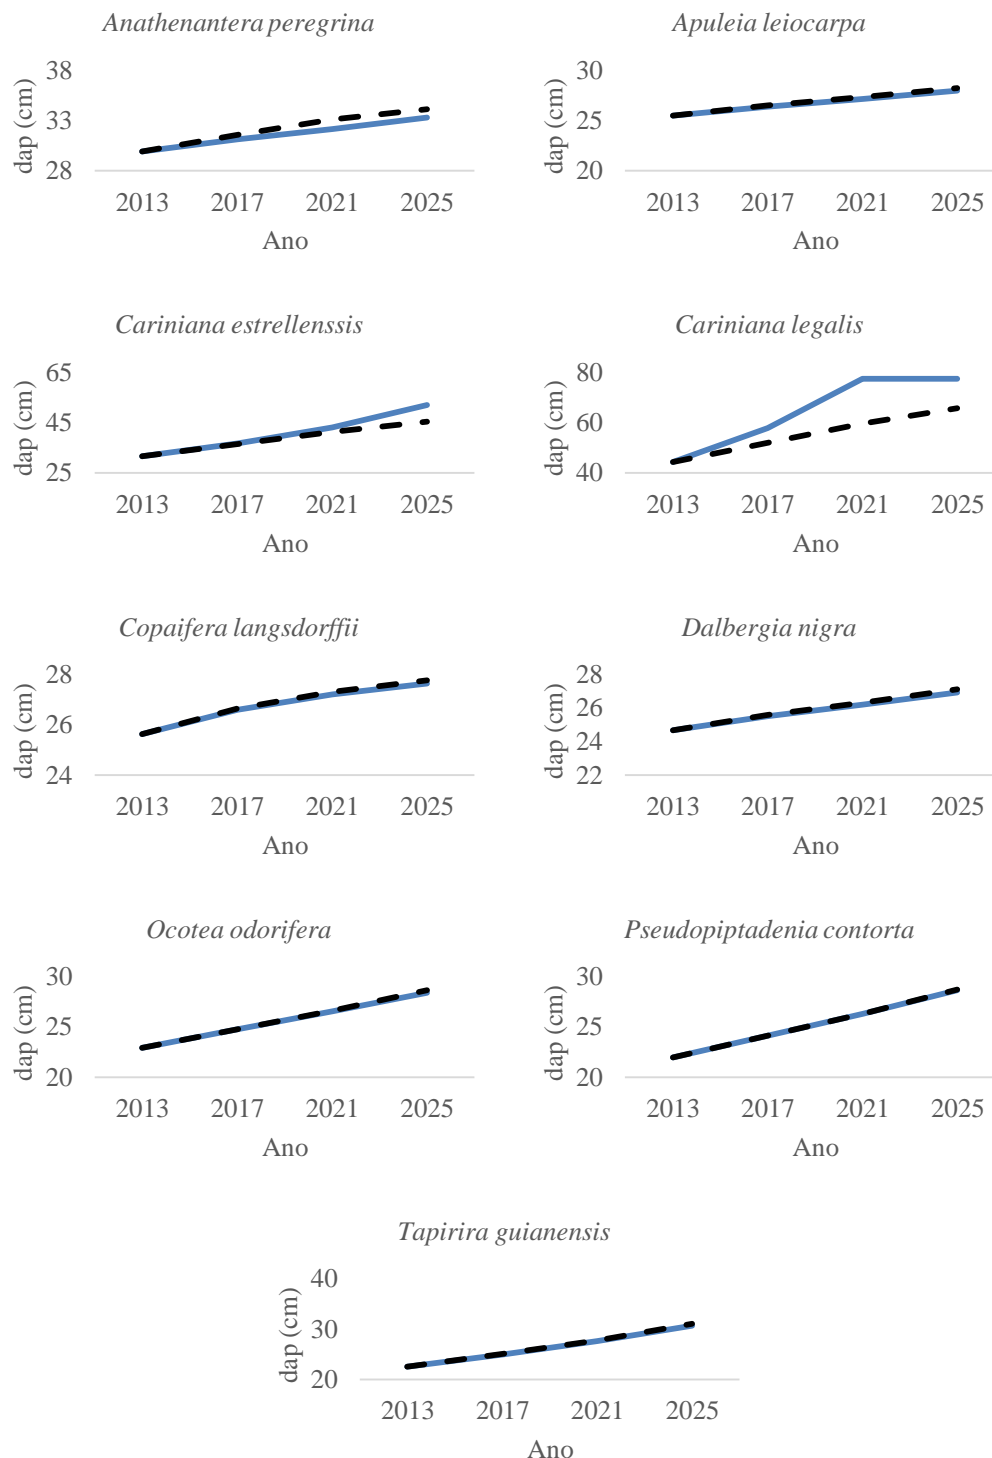 Anathenantera peregrina
38
33
28
dap (cm)
2013 2017 2021 2025
Ano
Apuleia leiocarpa
30
25
20
dap (cm)
2013 2017 2021 2025
Ano
Cariniana estrellenssis
65
45
25
dap (cm)
2013 2017 2021 2025
Ano
Cariniana legalis
80
60
40
dap (cm)
2013 2017 2021 2025
Ano
Copaifera langsdorffii
28
26
24
dap (cm)
2013 2017 2021 2025
Ano
Dalbergia nigra
28
26
24
22
dap (cm)
2013 2017 2021 2025
Ano
Ocotea odorifera
30
25
20
dap (cm)
2013 2017 2021 2025
Ano
Pseudopiptadenia contorta
30
25
20
dap (cm)
2013 2017 2021 2025
Ano
Tapirira guianensis
40
30
20
dap (cm)
2013 2017 2021 2025
Ano